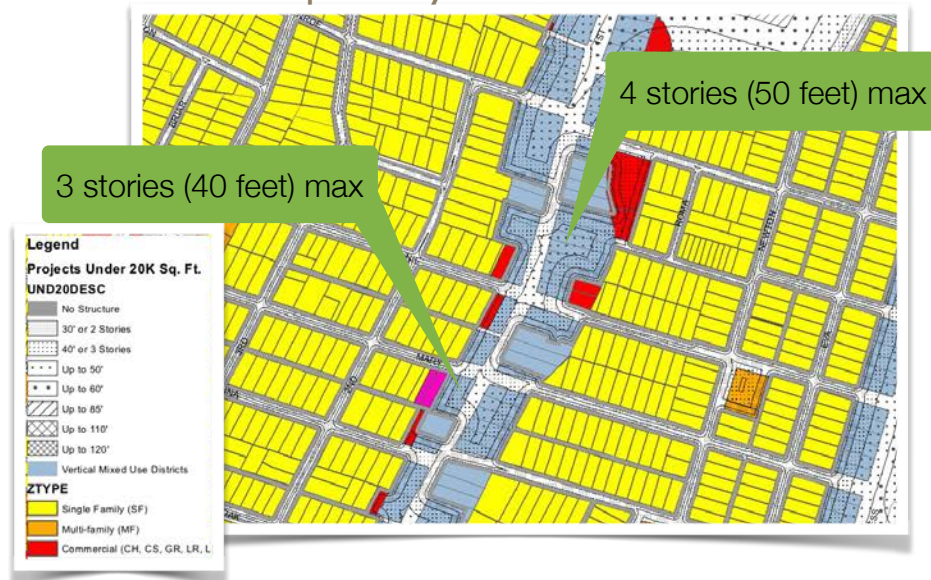 4 stories (50 feet) max
3 stories (40 feet) max
Legend
Projects Under 20K Sq. Ft.
UND20DESC
No Structure
30' or 2 Stories
40' or 3 Stories
Up to 50'
Up to 60'
Up to 85'
Up to 110'
Up to 120'
Vertical Mixed Use Districts
ZTYPE
Single Family (SF)
Multi-family (MF)
Commercial (CH, CS, GR, LR, L
3RD
2ND
NEWTON
EVA